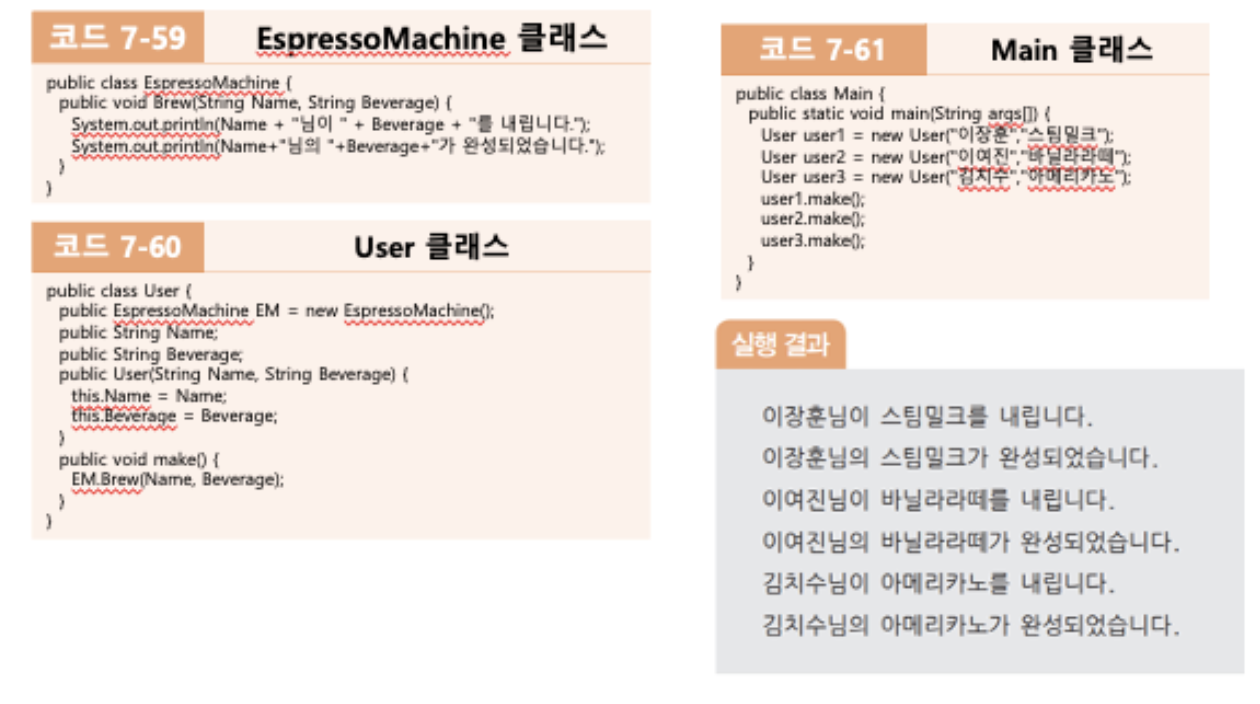 코드 7-59 EspressoMachine 클래스
public class EspressoMachine {
public void Brew(String Name, String Beverage) {
System.out.println(Name + "님이 " + Beverage + "를 내립니다.");
System.out.println(Name+"님의 "+Beverage+"가 완성되었습니다.");
}
}
코드 7-60 User 클래스
public class User {
public EspressoMachine EM = new EspressoMachine();
public String Name;
public String Beverage;
public User(String Name, String Beverage) {
this.Name = Name;
this.Beverage = Beverage;
}
public void make() {
EM.Brew(Name, Beverage);
}
}
코드 7-61 Main 클래스
public class Main {
public static void main(String args[]) {
User user1 = new User("이장훈","스팀밀크");
User user2 = new User("이여진","바닐라라떼");
User user3 = new User("김치수","아메리카노");
user1.make();
user2.make();
user3.make();
}
}
실행 결과
이장훈님이 스팀밀크를 내립니다.
이장훈님의 스팀밀크가 완성되었습니다.
이여진님이 바닐라라떼를 내립니다.
이여진님의 바닐라라떼가 완성되었습니다.
김치수님이 아메리카노를 내립니다.
김치수님의 아메리카노가 완성되었습니다.